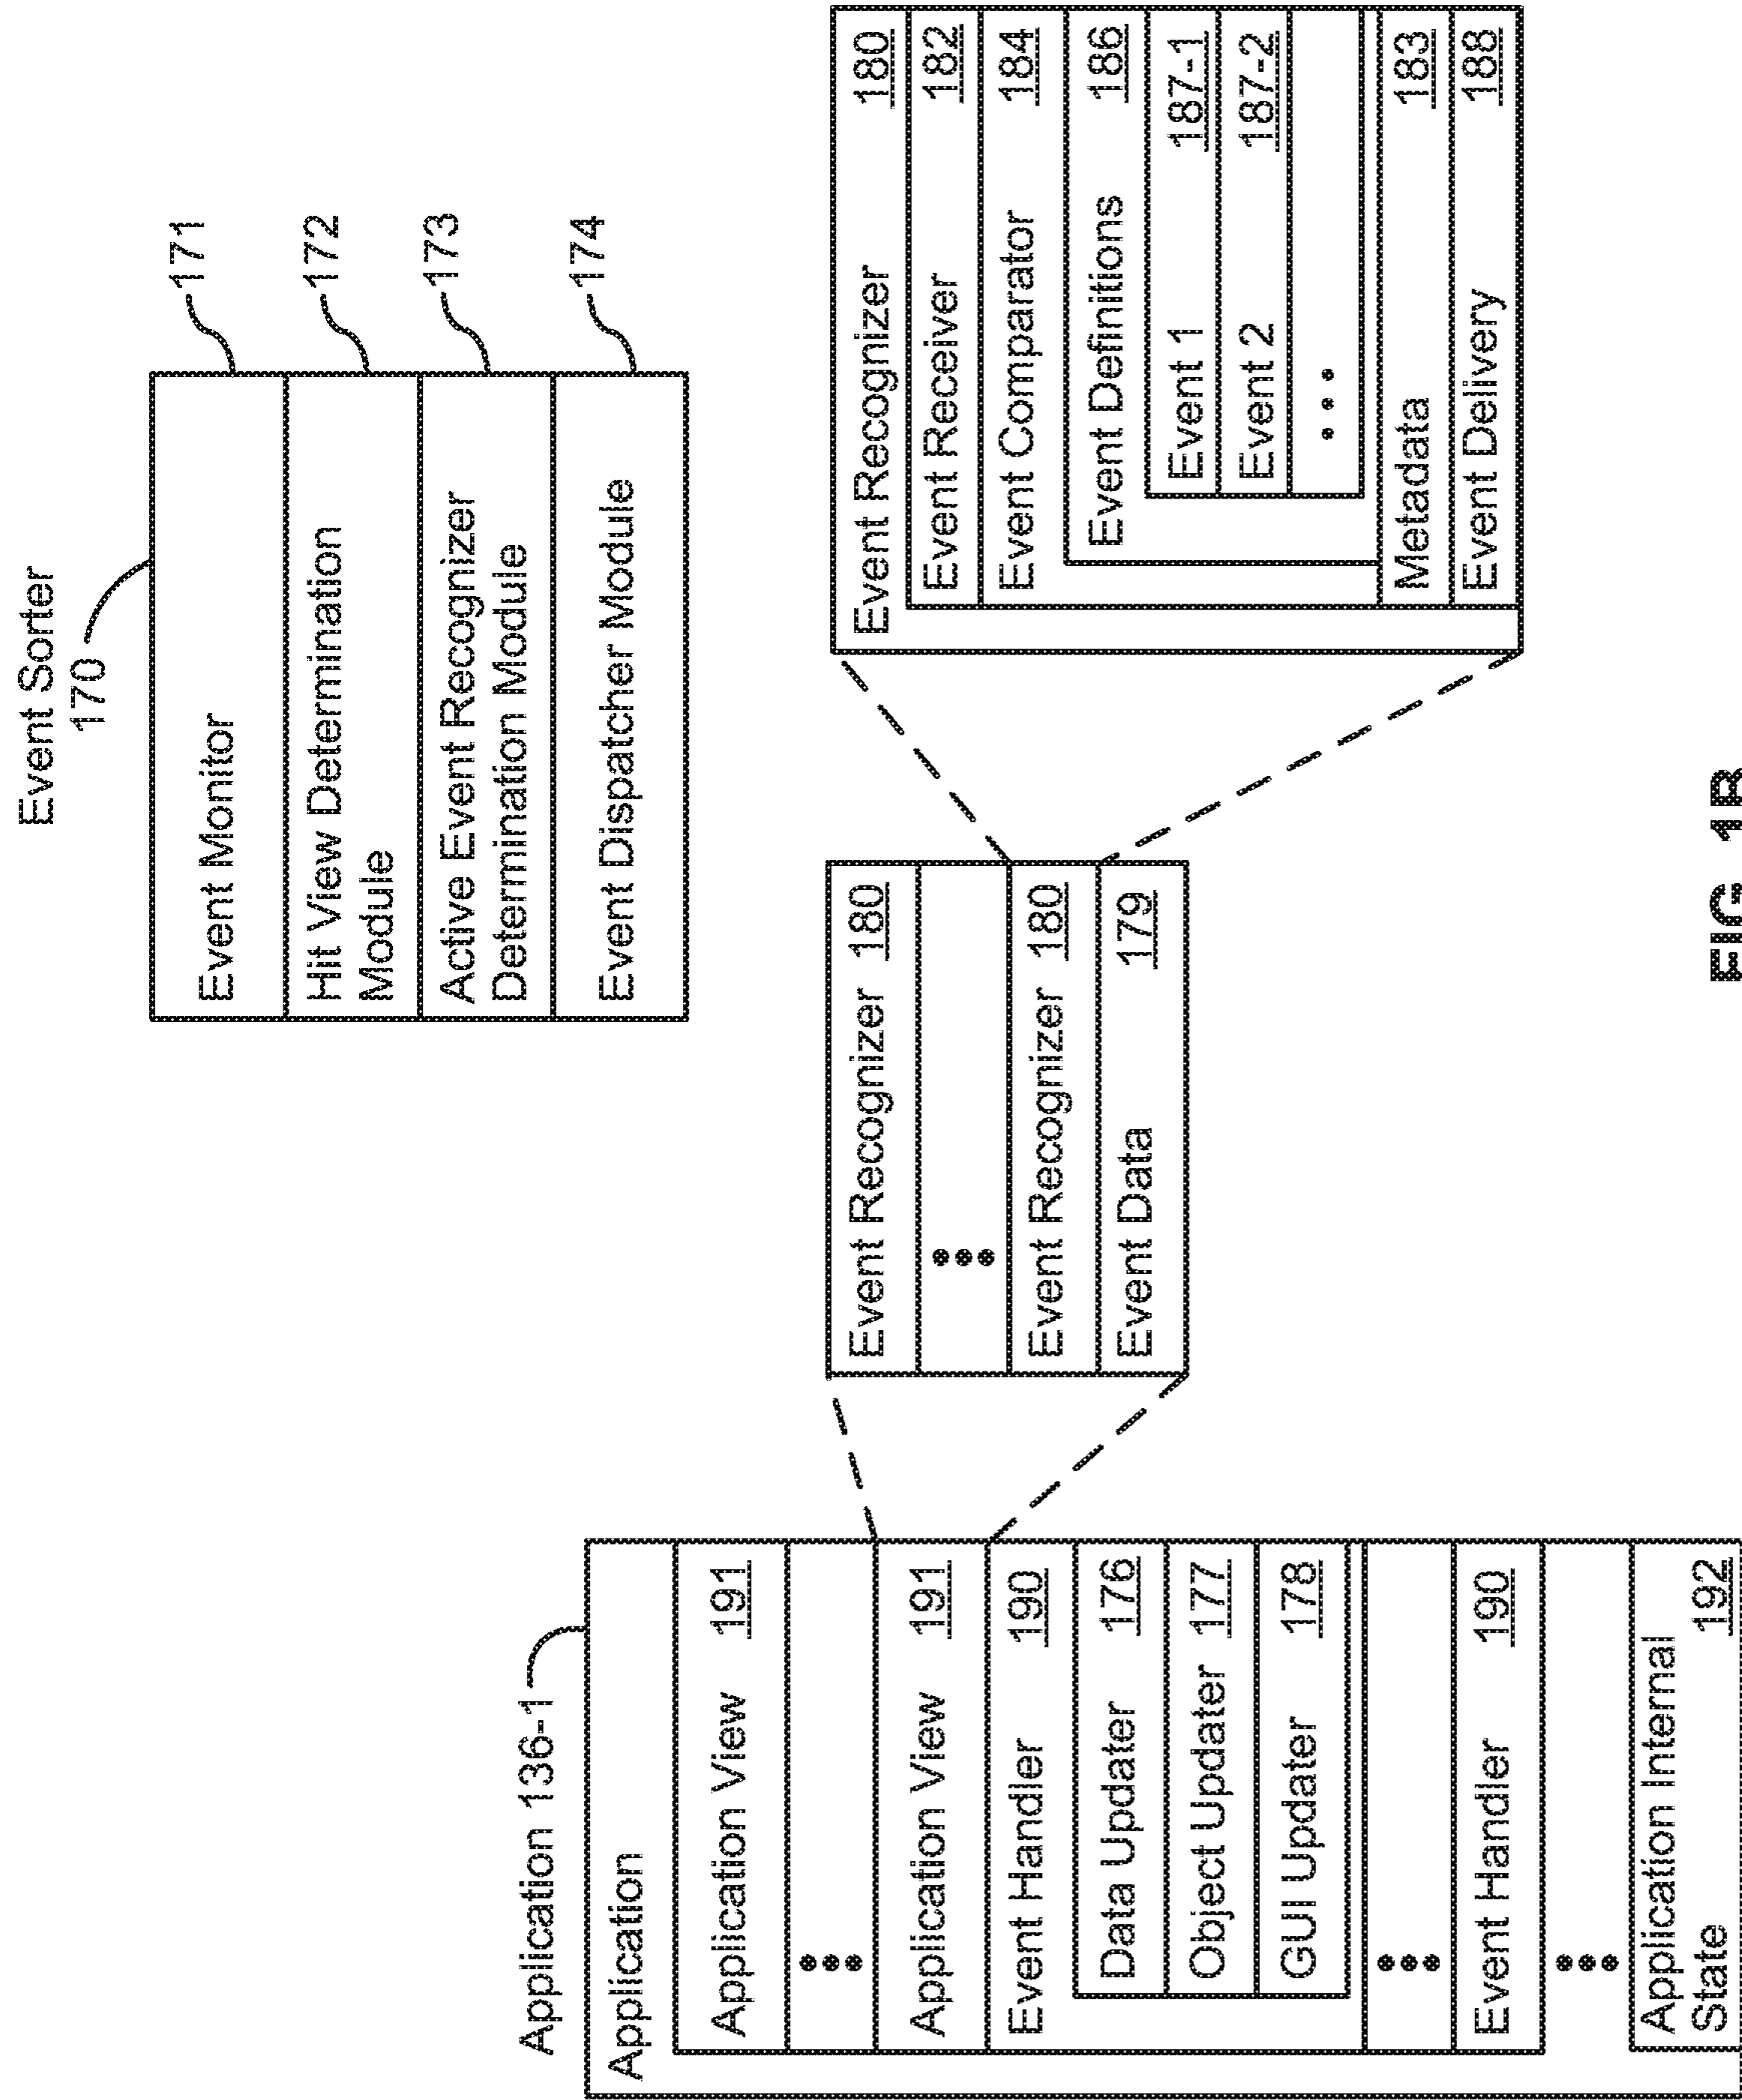 Event Sorter
170
Event Monitor
171
Hit View Determination
Module
172
Active Event Recognizer
Determination Module
173
Event Dispatcher Module
174
Application 136-1
Application
Application View 191
•••
Application View 191
Event Handler 190
Data Updater 176
Object Updater 177
GUI Updater 178
•••
Event Handler 190
•••
Application Internal
State 192
Event Recognizer 180
•••
Event Recognizer 180
Event Data 179
Event Recognizer 180
Event Receiver 182
Event Comparator 184
Event Definitions 186
Event 1 187-1
Event 2 187-2
•••
Metadata 183
Event Delivery 188
FIG. 1B